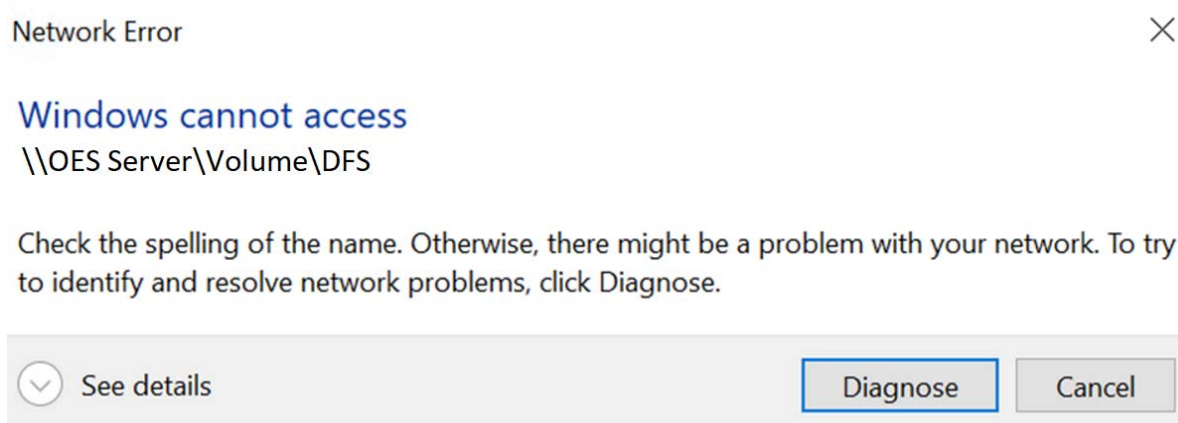 Network Error
Windows cannot access
\\OES Server\Volume\DFS
Check the spelling of the name. Otherwise, there might be a problem with your network. To try
to identify and resolve network problems, click Diagnose.
See details
Diagnose
Cancel